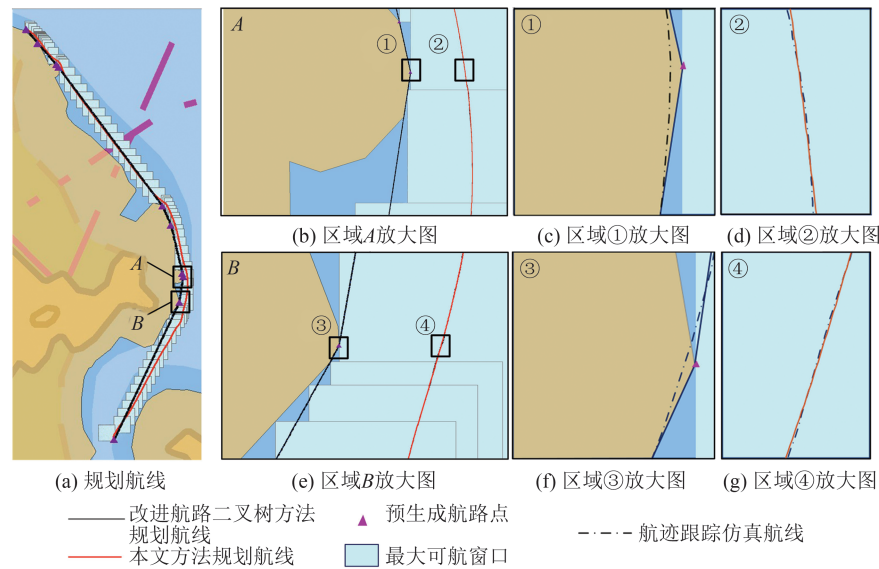 A
B
(a) 规划航线
A
①
②
(b) 区域A放大图
①
(c) 区域①放大图
②
(d) 区域②放大图
B
③
④
(e) 区域B放大图
③
(f) 区域③放大图
④
(g) 区域④放大图
改进航路二叉树方法
规划航线
本文方法规划航线
预生成航路点
最大可航窗口
航迹跟踪仿真航线